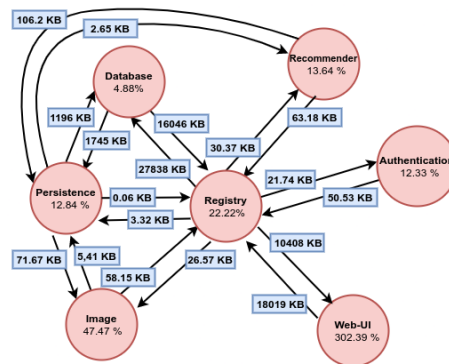 106.2 KB
2.65 KB
Recommender
13.64 %
Database
4.88%
1196 KB
16046 KB
1745 KB
30.37 KB
63.18 KB
27838 KB
Authentication
12.33 %
21.74 KB
Persistence
12.84 %
0.06 KB
Registry
22.22%
50.53 KB
3.32 KB
10408 KB
71.67 KB
5,41 KB
58.15 KB
26.57 KB
18019 KB
Image
47.47 %
Web-UI
302.39 %